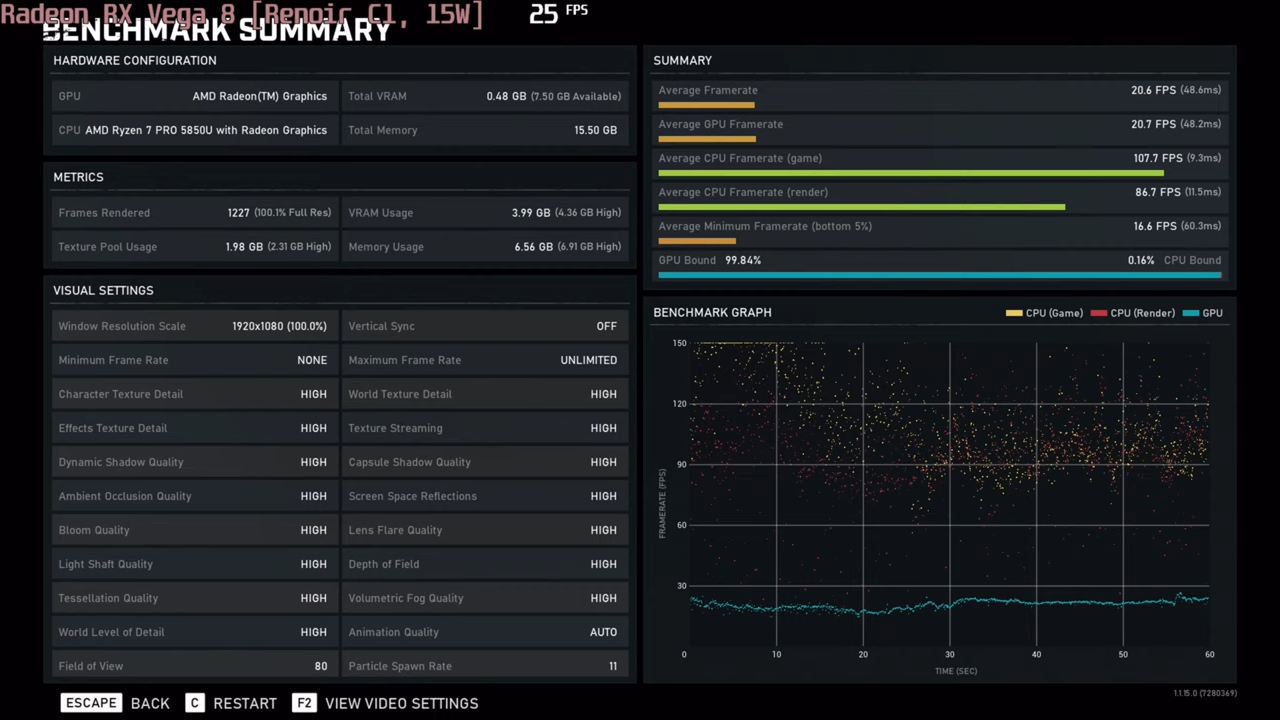 Radeon RX Vega 8 [Renoir C1, 15W] 25 FPS
BENCHMARK SUMMARY
HARDWARE CONFIGURATION
GPU AMD Radeon(TM) Graphics Total VRAM 0.48 GB (7.50 GB Available)
CPU AMD Ryzen 7 PRO 5850U with Radeon Graphics Total Memory 15.50 GB
METRICS
Frames Rendered 1227 (100.1% Full Res) VRAM Usage 3.99 GB (4.36 GB High)
Texture Pool Usage 1.98 GB (2.31 GB High) Memory Usage 6.56 GB (6.91 GB High)
VISUAL SETTINGS
Window Resolution Scale 1920x1080 (100.0%) Vertical Sync OFF
Minimum Frame Rate NONE Maximum Frame Rate UNLIMITED
Character Texture Detail HIGH World Texture Detail HIGH
Effects Texture Detail HIGH Texture Streaming HIGH
Dynamic Shadow Quality HIGH Capsule Shadow Quality HIGH
Ambient Occlusion Quality HIGH Screen Space Reflections HIGH
Bloom Quality HIGH Lens Flare Quality HIGH
Light Shaft Quality HIGH Depth of Field HIGH
Tessellation Quality HIGH Volumetric Fog Quality HIGH
World Level of Detail HIGH Animation Quality AUTO
Field of View 80 Particle Spawn Rate 11
SUMMARY
Average Framerate 20.6 FPS (48.6ms)
Average GPU Framerate 20.7 FPS (48.2ms)
Average CPU Framerate (game) 107.7 FPS (9.3ms)
Average CPU Framerate (render) 86.7 FPS (11.5ms)
Average Minimum Framerate (bottom 5%) 16.6 FPS (60.3ms)
GPU Bound 99.84% 0.16% CPU Bound
BENCHMARK GRAPH CPU (Game) CPU (Render) GPU
150
120
90
60
30
FRAMERATE (FPS)
0 10 20 30 40 50 60
TIME (SEC)
ESCAPE BACK C RESTART F2 VIEW VIDEO SETTINGS
1.1.15.0 (7280369)